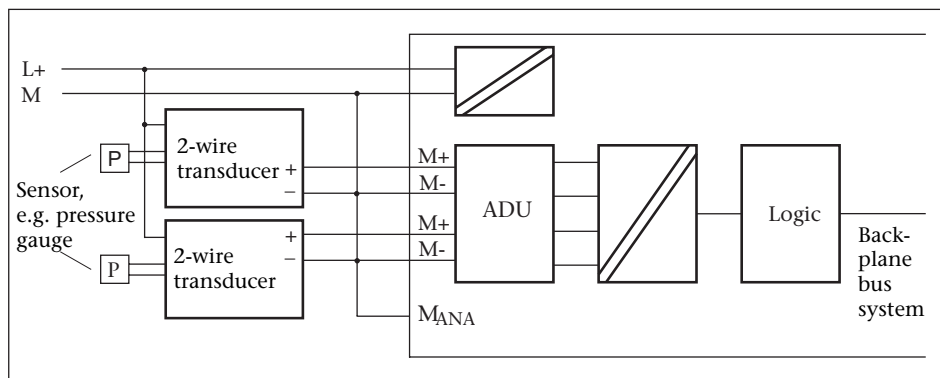 L+
M
P
2-wire
transducer
+
–
Sensor,
e.g. pressure
gauge
P
2-wire
transducer
+
–
M+
M-
M+
M-
MANA
ADU
Logic
Back-
plane
bus
system